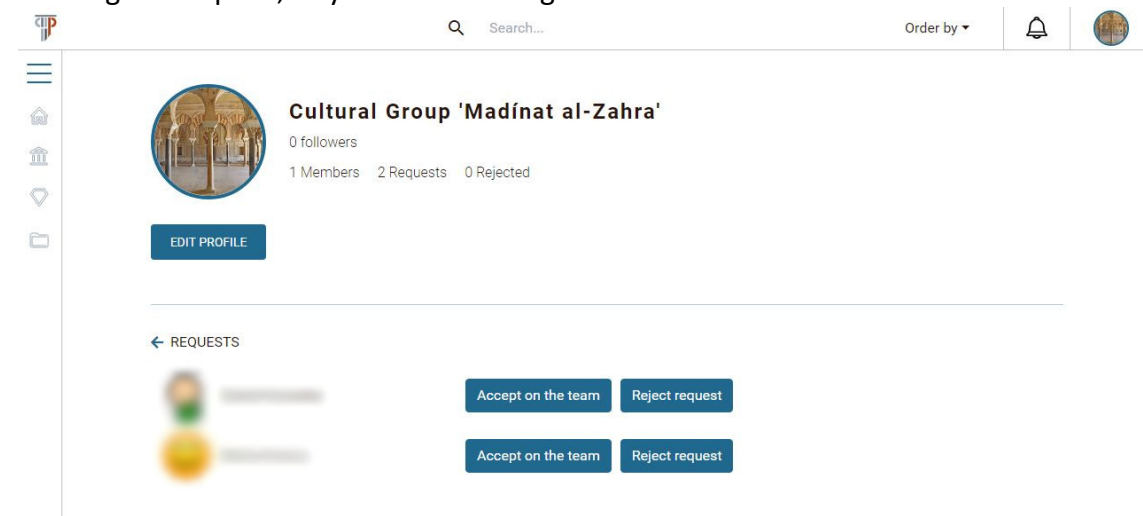 Search...
Order by
Cultural Group 'Madínat al-Zahra'
0 followers
1 Members 2 Requests 0 Rejected
EDIT PROFILE
REQUESTS
Accept on the team Reject request
Accept on the team Reject request